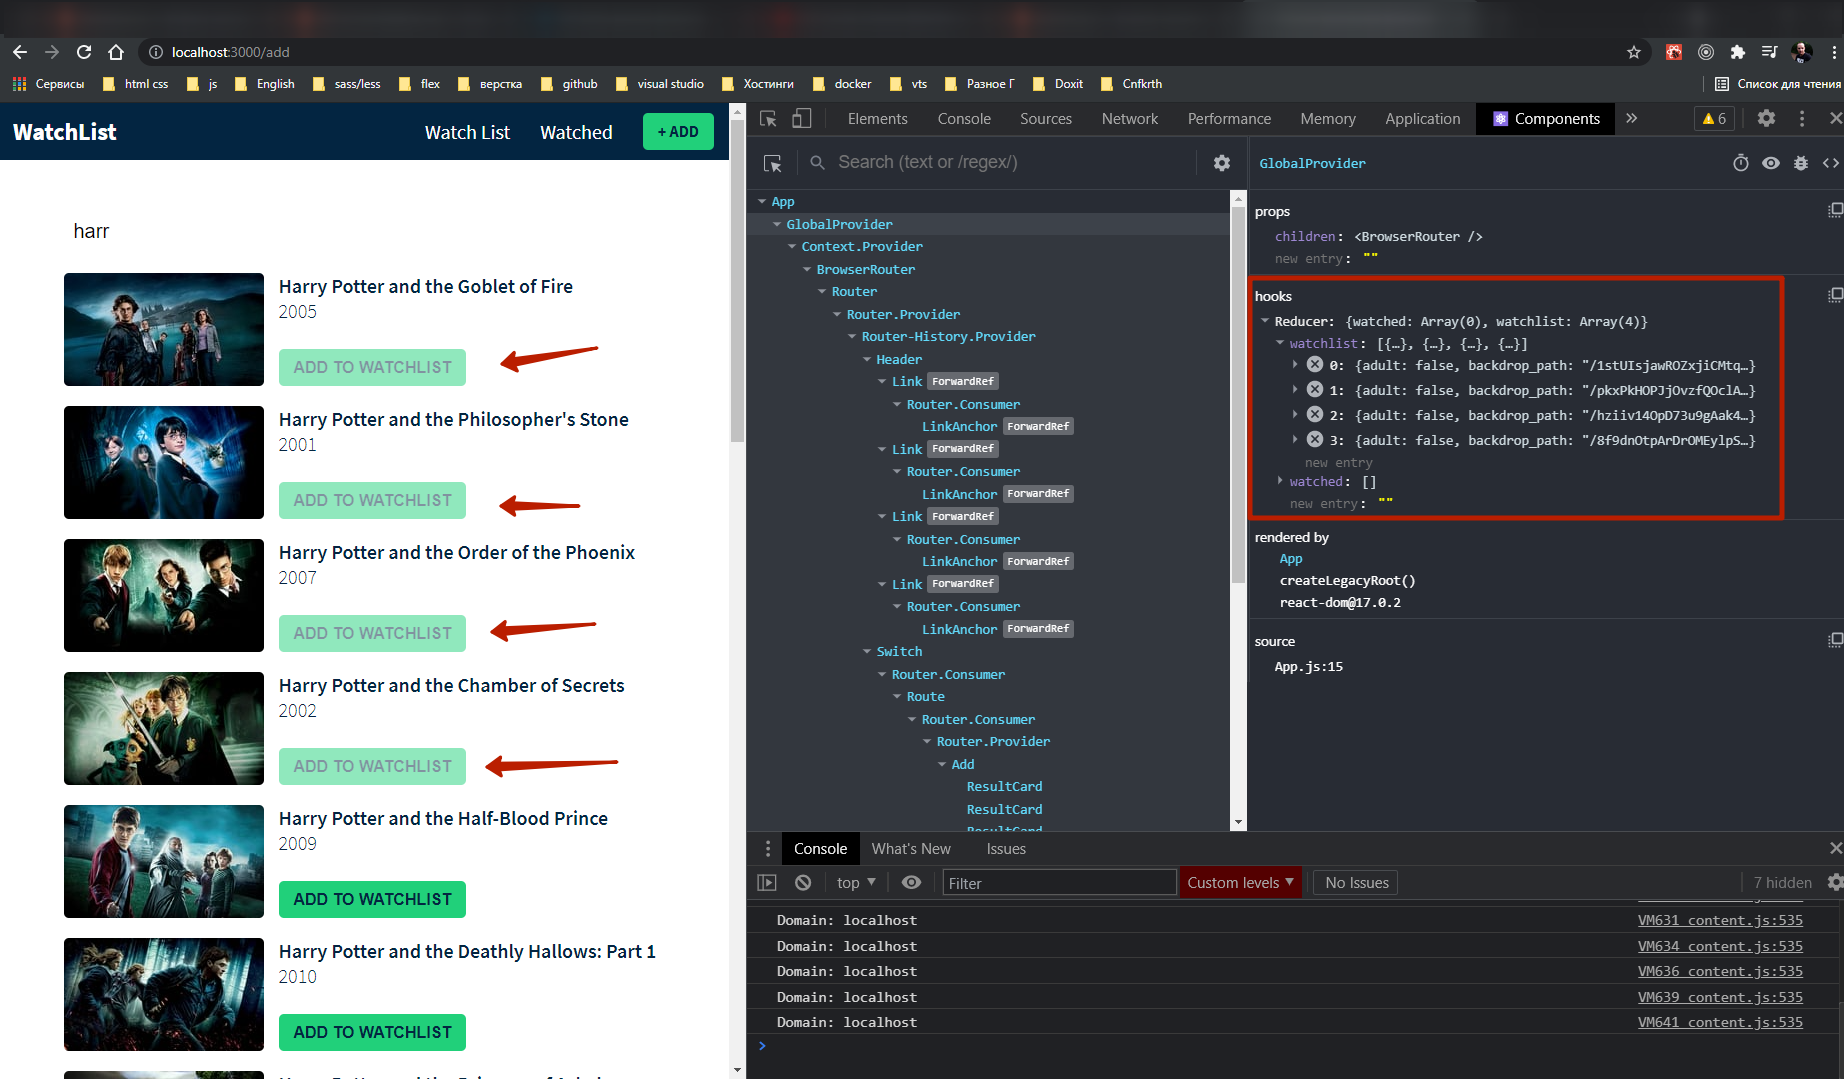 localhost:3000/add
Сервисы html css js English sass/less flex верстка github visual studio Хостинги docker vts Разное Г Doxit Cnfkrth Список для чтения
WatchList Watch List Watched + ADD
harr
Harry Potter and the Goblet of Fire
2005
ADD TO WATCHLIST
Harry Potter and the Philosopher's Stone
2001
ADD TO WATCHLIST
Harry Potter and the Order of the Phoenix
2007
ADD TO WATCHLIST
Harry Potter and the Chamber of Secrets
2002
ADD TO WATCHLIST
Harry Potter and the Half-Blood Prince
2009
ADD TO WATCHLIST
Harry Potter and the Deathly Hallows: Part 1
2010
ADD TO WATCHLIST
Elements Console Sources Network Performance Memory Application Components » 6
Search (text or /regex/)
App
GlobalProvider
Context.Provider
BrowserRouter
Router
Router.Provider
Router-History.Provider
Header
Link ForwardRef
Router.Consumer
LinkAnchor ForwardRef
Link ForwardRef
Router.Consumer
LinkAnchor ForwardRef
Link ForwardRef
Router.Consumer
LinkAnchor ForwardRef
Link ForwardRef
Router.Consumer
LinkAnchor ForwardRef
Switch
Router.Consumer
Route
Router.Consumer
Router.Provider
Add
ResultCard
ResultCard
ResultCard
GlobalProvider
props
children: <BrowserRouter />
new entry: ""
hooks
Reducer: {watched: Array(0), watchlist: Array(4)}
watchlist: [{…}, {…}, {…}, {…}]
0: {adult: false, backdrop_path: "/1stUIsjawROZxjiCMtq…}
1: {adult: false, backdrop_path: "/pkxPkHOPJjOvzfQOclA…}
2: {adult: false, backdrop_path: "/hziiv14OpD73u9gAak4…}
3: {adult: false, backdrop_path: "/8f9dnOtpArDrOMEylpS…}
new entry
watched: []
new entry: ""
rendered by
App
createLegacyRoot()
react-dom@17.0.2
source
App.js:15
Console What's New Issues
top Filter Custom levels No Issues 7 hidden
Domain: localhost VM631 content.js:535
Domain: localhost VM634 content.js:535
Domain: localhost VM636 content.js:535
Domain: localhost VM639 content.js:535
Domain: localhost VM641 content.js:535